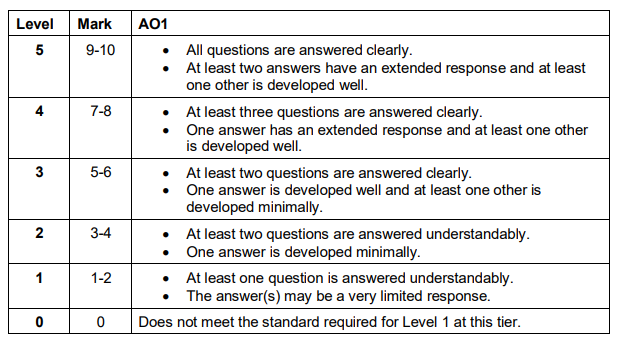 Level Mark AO1
5 9-10 • All questions are answered clearly.
• At least two answers have an extended response and at least
one other is developed well.
4 7-8 • At least three questions are answered clearly.
• One answer has an extended response and at least one other
is developed well.
3 5-6 • At least two questions are answered clearly.
• One answer is developed well and at least one other is
developed minimally.
2 3-4 • At least two questions are answered understandably.
• One answer is developed minimally.
1 1-2 • At least one question is answered understandably.
• The answer(s) may be a very limited response.
0 0 Does not meet the standard required for Level 1 at this tier.